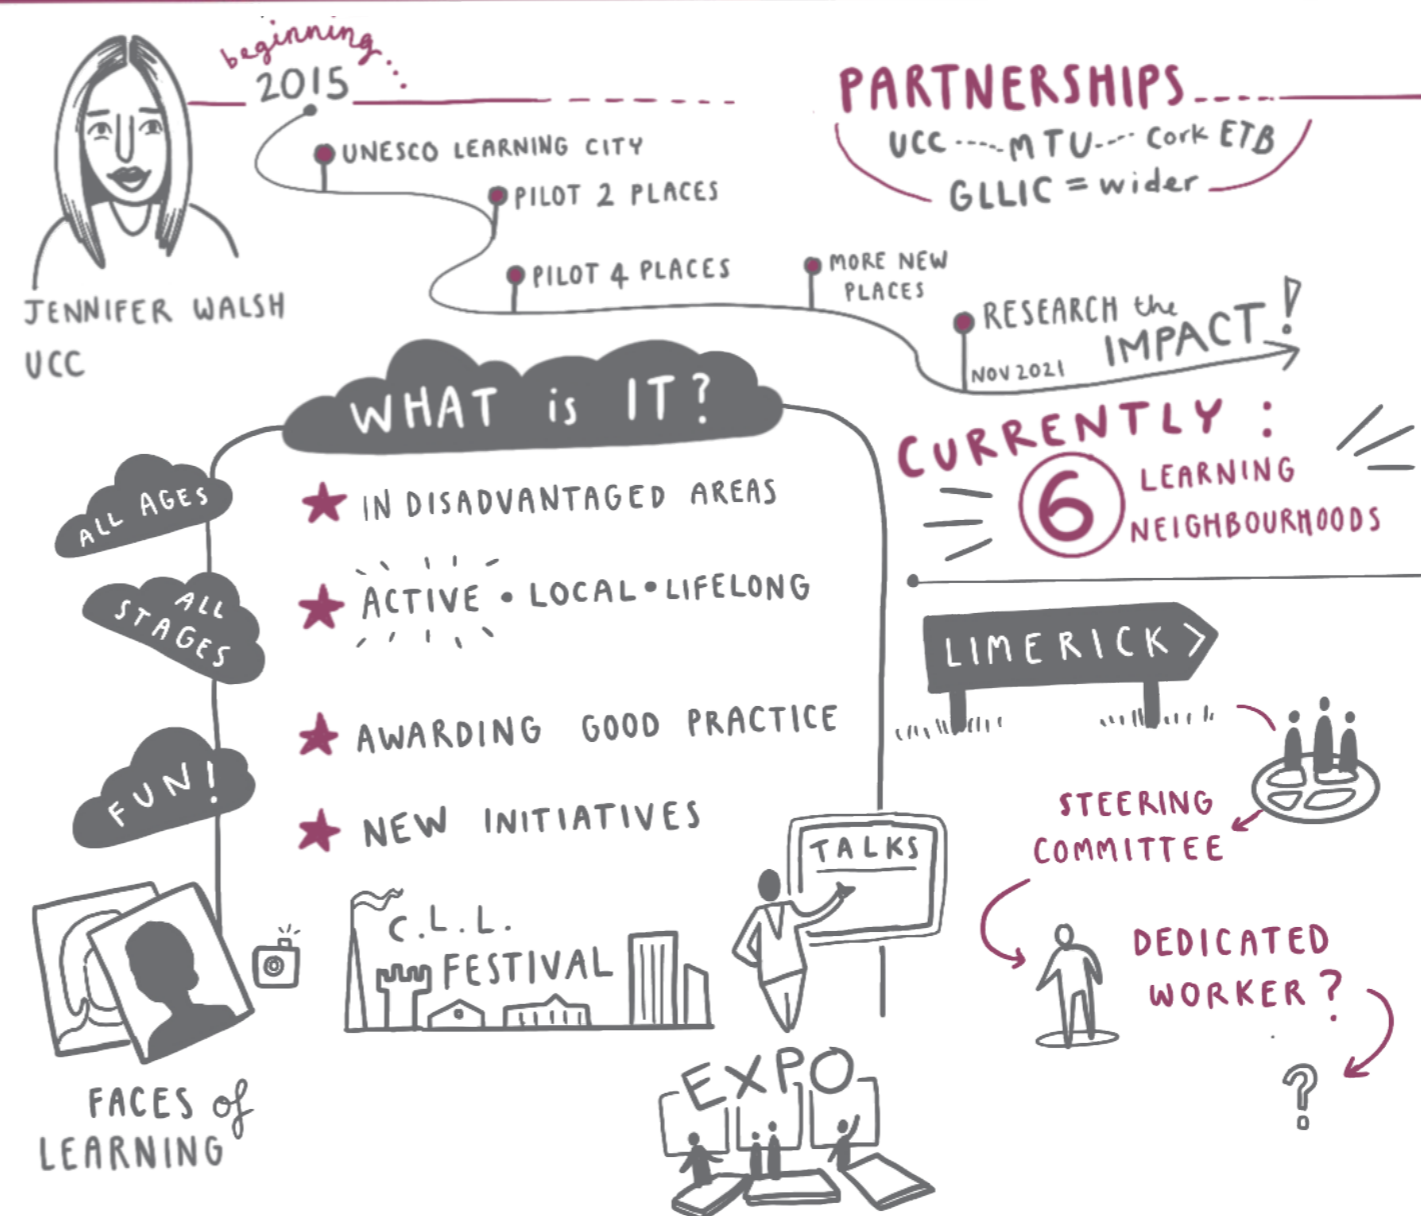 beginning...
2015
UNESCO LEARNING CITY
PILOT 2 PLACES
PILOT 4 PLACES
MORE NEW
PLACES
RESEARCH the
IMPACT!
NOV 2021
JENNIFER WALSH
UCC
PARTNERSHIPS
UCC ---- MTU ---- Cork ETB
GLLIC = wider
WHAT is IT?
ALL AGES
ALL
STAGES
FUN!
IN DISADVANTAGED AREAS
ACTIVE • LOCAL • LIFELONG
AWARDING GOOD PRACTICE
NEW INITIATIVES
FACES of
LEARNING
C.L.L.
FESTIVAL
TALKS
EXPO
CURRENTLY:
6 LEARNING
NEIGHBOURHOODS
LIMERICK >
STEERING
COMMITTEE
DEDICATED
WORKER?
?